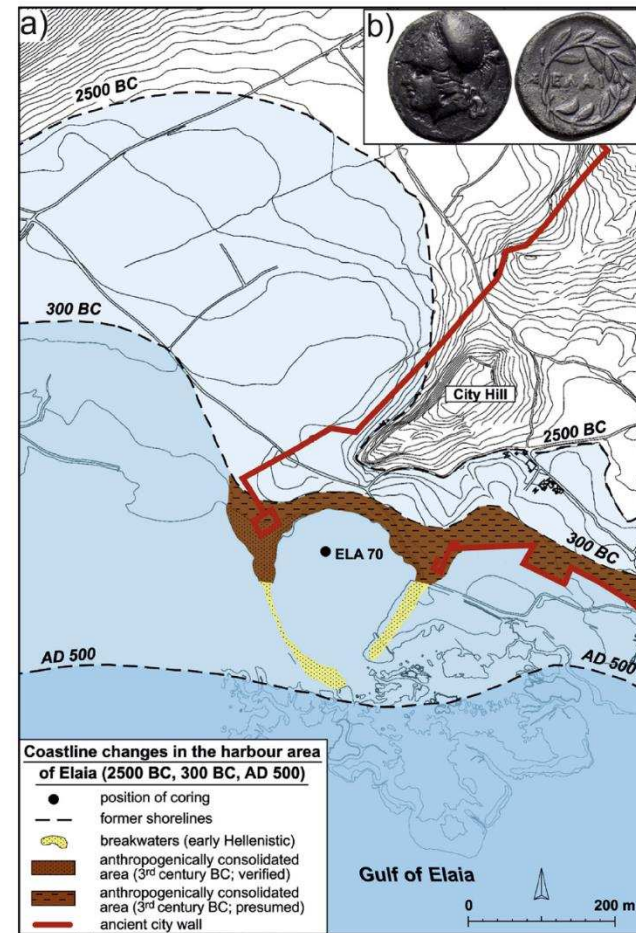 a)
b)
ΕΛΑΙ
2500 BC
300 BC
City Hill
2500 BC
ELA 70
300 BC
AD 500
AD 500
Coastline changes in the harbour area
of Elaia (2500 BC, 300 BC, AD 500)
position of coring
former shorelines
breakwaters (early Hellenistic)
anthropogenically consolidated
area (3rd century BC; verified)
anthropogenically consolidated
area (3rd century BC; presumed)
ancient city wall
Gulf of Elaia
0 200 m